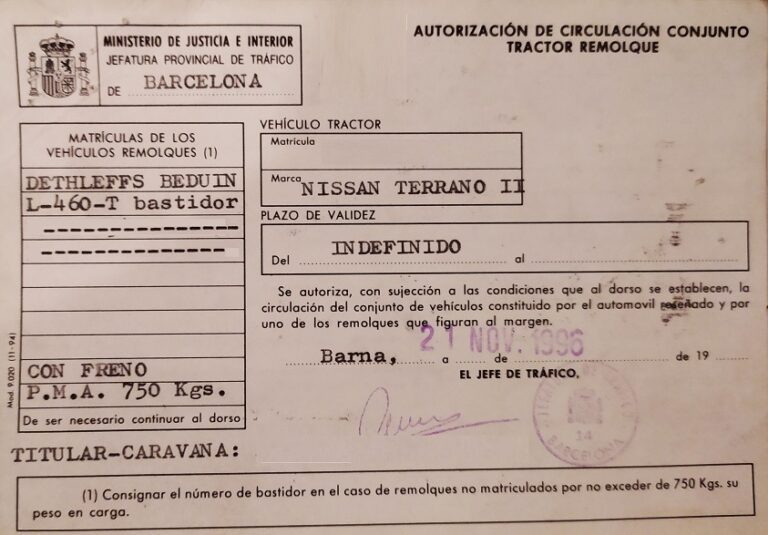 MINISTERIO DE JUSTICIA E INTERIOR
JEFATURA PROVINCIAL DE TRÁFICO
DE BARCELONA
AUTORIZACIÓN DE CIRCULACIÓN CONJUNTO
TRACTOR REMOLQUE
MATRÍCULAS DE LOS
VEHÍCULOS REMOLQUES (1)
DETHLEFFS BEDUIN
L-460-T bastidor
---------------
--------------
CON FRENO
P.M.A. 750 Kgs.
De ser necesario continuar al dorso
Mod. 9.020 (11-94)
VEHÍCULO TRACTOR
Matrícula
Marca NISSAN TERRANO II
PLAZO DE VALIDEZ
INDEFINIDO
Del al
Se autoriza, con sujección a las condiciones que al dorso se establecen, la
circulación del conjunto de vehículos constituido por el automovil reseñado y por
uno de los remolques que figuran al margen.
21 NOV. 1996
Barna, a de de 19
EL JEFE DE TRÁFICO,
14
BARCELONA
TITULAR-CARAVANA:
(1) Consignar el número de bastidor en el caso de remolques no matriculados por no exceder de 750 Kgs. su
peso en carga.